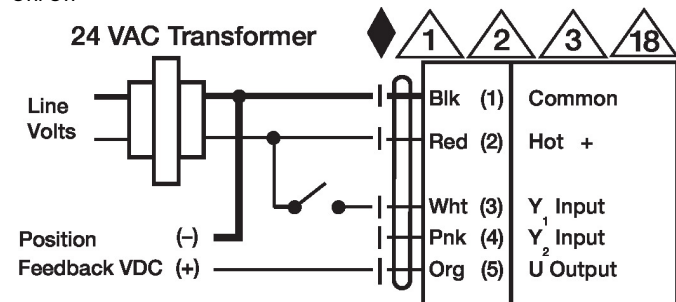 24 VAC Transformer
1 2 3 18
Line
Volts
Blk (1) Common
Red (2) Hot +
Wht (3) Y1 Input
Pnk (4) Y2 Input
Org (5) U Output
Position (–)
Feedback VDC (+)